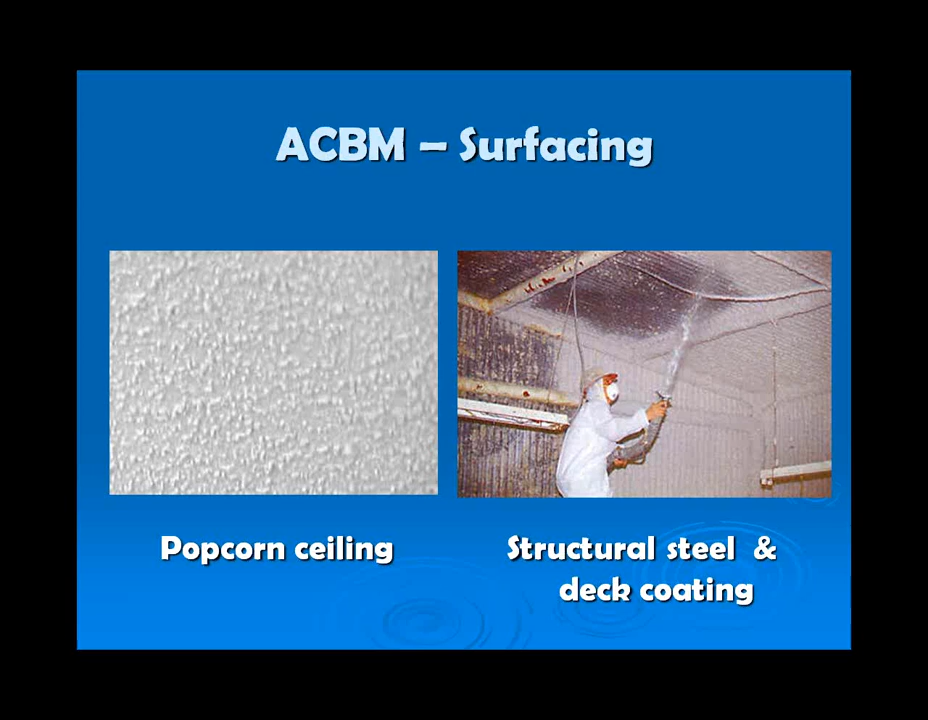 ACBM – Surfacing
Popcorn ceiling
Structural steel &
deck coating